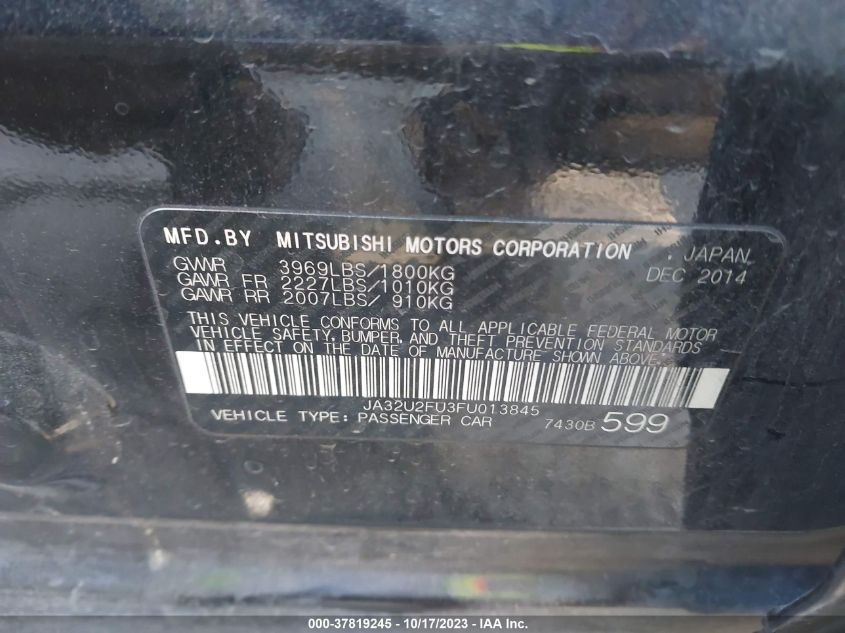 MFD.BY MITSUBISHI MOTORS CORPORATION , JAPAN
GVWR 3969LBS/1800KG DEC 2014
GAWR FR 2227LBS/1010KG
GAWR RR 2007LBS/ 910KG
THIS VEHICLE CONFORMS TO ALL APPLICABLE FEDERAL MOTOR
VEHICLE SAFETY, BUMPER, AND THEFT PREVENTION STANDARDS
IN EFFECT ON THE DATE OF MANUFACTURE SHOWN ABOVE.
JA32U2FU3FU013845
VEHICLE TYPE: PASSENGER CAR 7430B 599
000-37819245 - 10/17/2023 - © IAA Inc.